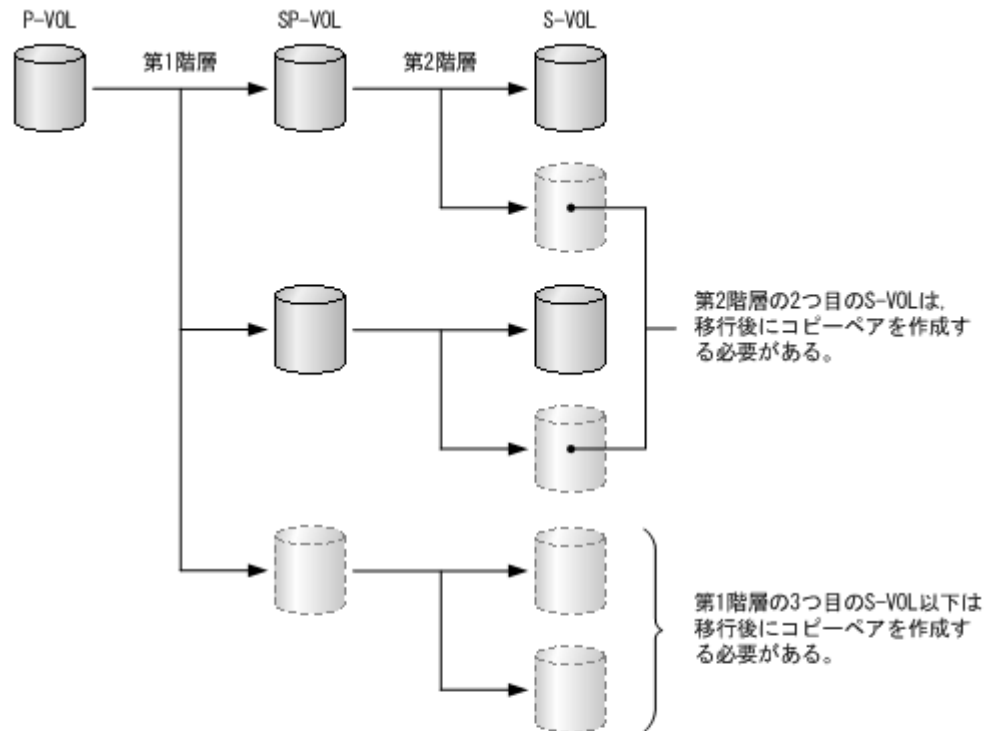 P-VOL
SP-VOL
S-VOL
第1階層
第2階層
第2階層の2つ目のS-VOLは,
移行後にコピーペアを作成す
る必要がある。
第1階層の3つ目のS-VOL以下は
移行後にコピーペアを作成す
る必要がある。